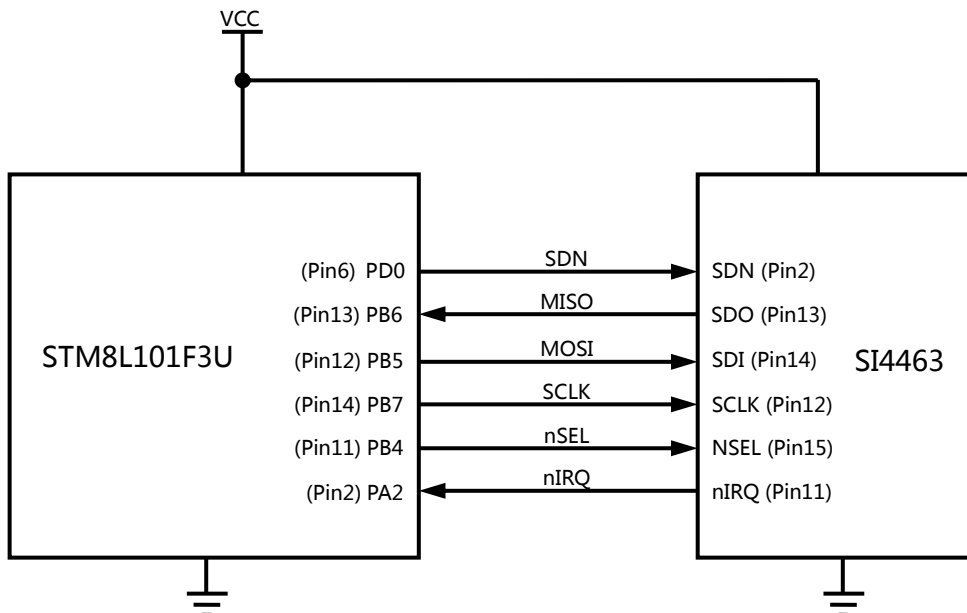 VCC
(Pin6) PD0 SDN SDN (Pin2)
(Pin13) PB6 MISO SDO (Pin13)
STM8L101F3U (Pin12) PB5 MOSI SDI (Pin14) SI4463
(Pin14) PB7 SCLK SCLK (Pin12)
(Pin11) PB4 nSEL NSEL (Pin15)
(Pin2) PA2 nIRQ nIRQ (Pin11)